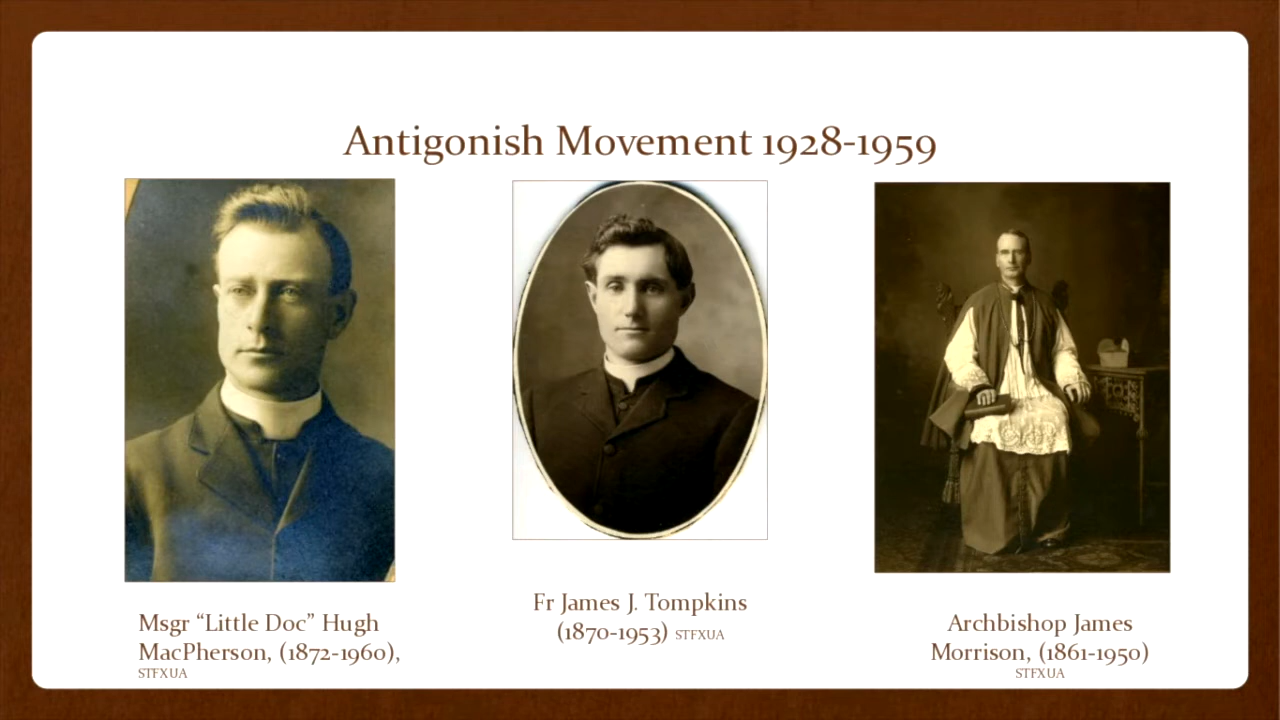 Antigonish Movement 1928-1959
Msgr “Little Doc” Hugh
MacPherson, (1872-1960),
STFXUA
Fr James J. Tompkins
(1870-1953) STFXUA
Archbishop James
Morrison, (1861-1950)
STFXUA